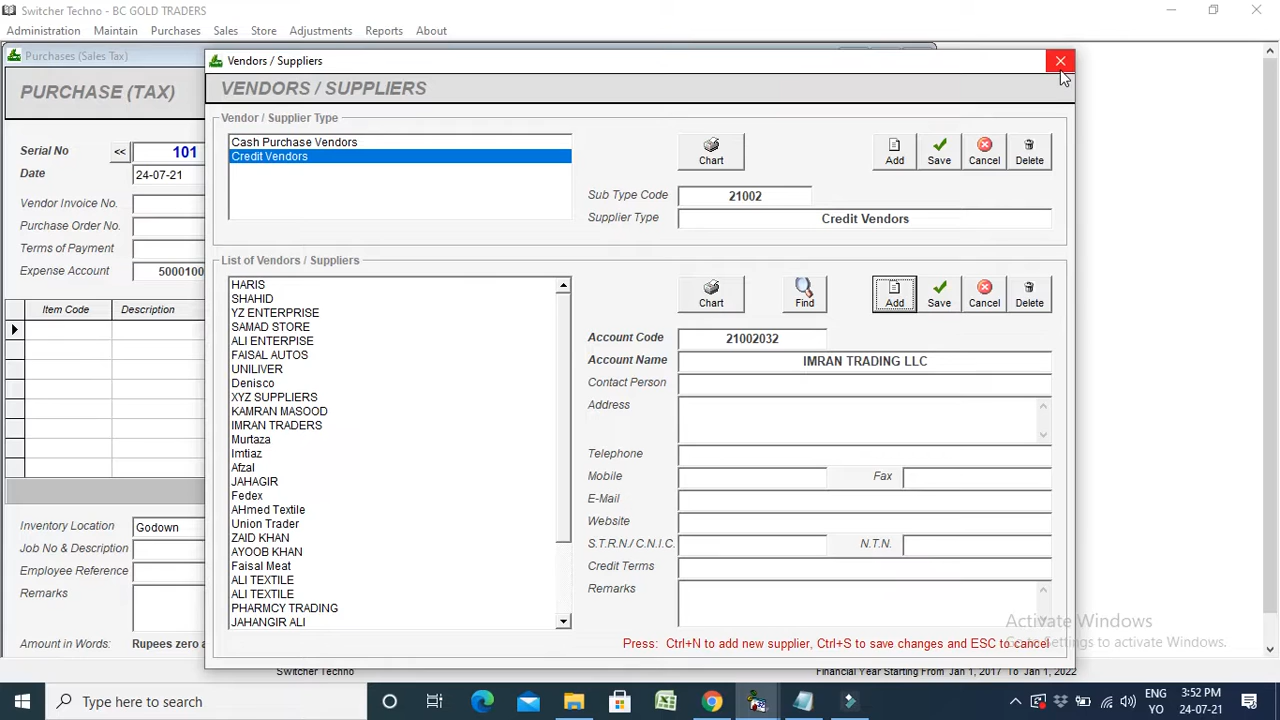 Switcher Techno - BC GOLD TRADERS
Administration Maintain Purchases Sales Store Adjustments Reports About
Purchases (Sales Tax)
PURCHASE (TAX)
Serial No << 101
Date 24-07-21
Vendor Invoice No.
Purchase Order No.
Terms of Payment
Expense Account 5000100
Item Code Description
Inventory Location Godown
Job No & Description
Employee Reference
Remarks
Amount in Words: Rupees zero a
Vendors / Suppliers
VENDORS / SUPPLIERS
Vendor / Supplier Type
Cash Purchase Vendors
Credit Vendors
Chart Add Save Cancel Delete
Sub Type Code 21002
Supplier Type Credit Vendors
List of Vendors / Suppliers
HARIS
SHAHID
YZ ENTERPRISE
SAMAD STORE
ALI ENTERPISE
FAISAL AUTOS
UNILIVER
Denisco
XYZ SUPPLIERS
KAMRAN MASOOD
IMRAN TRADERS
Murtaza
Imtiaz
Afzal
JAHAGIR
Fedex
AHmed Textile
Union Trader
ZAID KHAN
AYOOB KHAN
Faisal Meat
ALI TEXTILE
ALI TEXTILE
PHARMCY TRADING
JAHANGIR ALI
Chart Find Add Save Cancel Delete
Account Code 21002032
Account Name IMRAN TRADING LLC
Contact Person
Address
Telephone
Mobile Fax
E-Mail
Website
S.T.R.N./ C.N.I.C. N.T.N.
Credit Terms
Remarks
Press: Ctrl+N to add new supplier, Ctrl+S to save changes and ESC to cancel
Activate Windows
Go to Settings to activate Windows.
Switcher Techno Financial Year Starting From Jan 1, 2017 To Jan 1, 2022
Type here to search
ENG
YO
3:52 PM
24-07-21